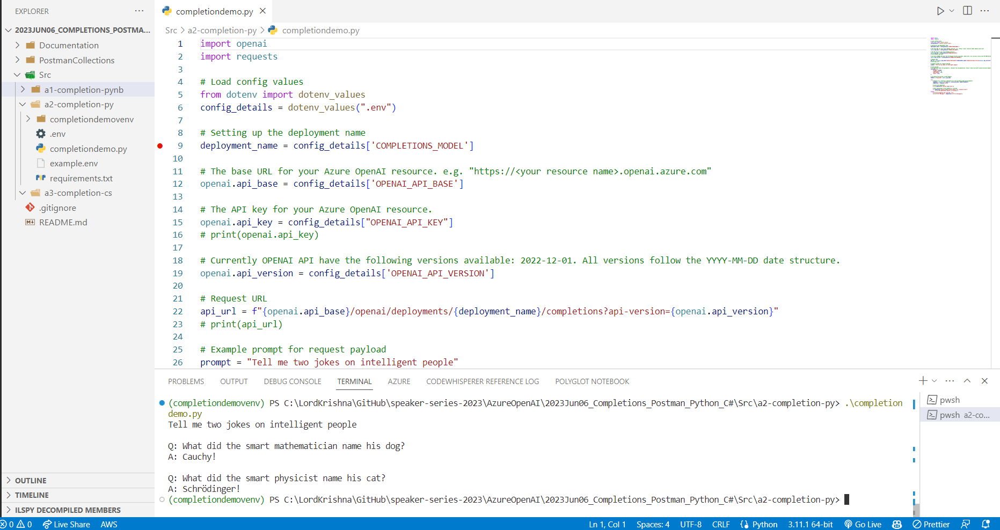 EXPLORER
completiondemo.py
2023JUN06_COMPLETIONS_POSTMA...
Documentation
PostmanCollections
Src
a1-completion-pynb
a2-completion-py
completiondemovenv
.env
completiondemo.py
example.env
requirements.txt
a3-completion-cs
.gitignore
README.md
OUTLINE
TIMELINE
ILSPY DECOMPILED MEMBERS
Src > a2-completion-py > completiondemo.py
1 import openai
2 import requests
3
4 # Load config values
5 from dotenv import dotenv_values
6 config_details = dotenv_values(".env")
7
8 # Setting up the deployment name
9 deployment_name = config_details['COMPLETIONS_MODEL']
10
11 # The base URL for your Azure OpenAI resource. e.g. "https://<your resource name>.openai.azure.com"
12 openai.api_base = config_details['OPENAI_API_BASE']
13
14 # The API key for your Azure OpenAI resource.
15 openai.api_key = config_details["OPENAI_API_KEY"]
16 # print(openai.api_key)
17
18 # Currently OPENAI API have the following versions available: 2022-12-01. All versions follow the YYYY-MM-DD date structure.
19 openai.api_version = config_details['OPENAI_API_VERSION']
20
21 # Request URL
22 api_url = f"{openai.api_base}/openai/deployments/{deployment_name}/completions?api-version={openai.api_version}"
23 # print(api_url)
24
25 # Example prompt for request payload
26 prompt = "Tell me two jokes on intelligent people"
PROBLEMS OUTPUT DEBUG CONSOLE TERMINAL AZURE CODEWHISPERER REFERENCE LOG POLYGLOT NOTEBOOK
(completiondemovenv) PS C:\LordKrishna\GitHub\speaker-series-2023\AzureOpenAI\2023Jun06_Completions_Postman_Python_C#\Src\a2-completion-py> .\completion
demo.py
Tell me two jokes on intelligent people
Q: What did the smart mathematician name his dog?
A: Cauchy!
Q: What did the smart physicist name his cat?
A: Schrödinger!
(completiondemovenv) PS C:\LordKrishna\GitHub\speaker-series-2023\AzureOpenAI\2023Jun06_Completions_Postman_Python_C#\Src\a2-completion-py>
pwsh
pwsh a2-co...
0 0 Live Share AWS Ln 1, Col 1 Spaces: 4 UTF-8 CRLF Python 3.11.1 64-bit Go Live Prettier